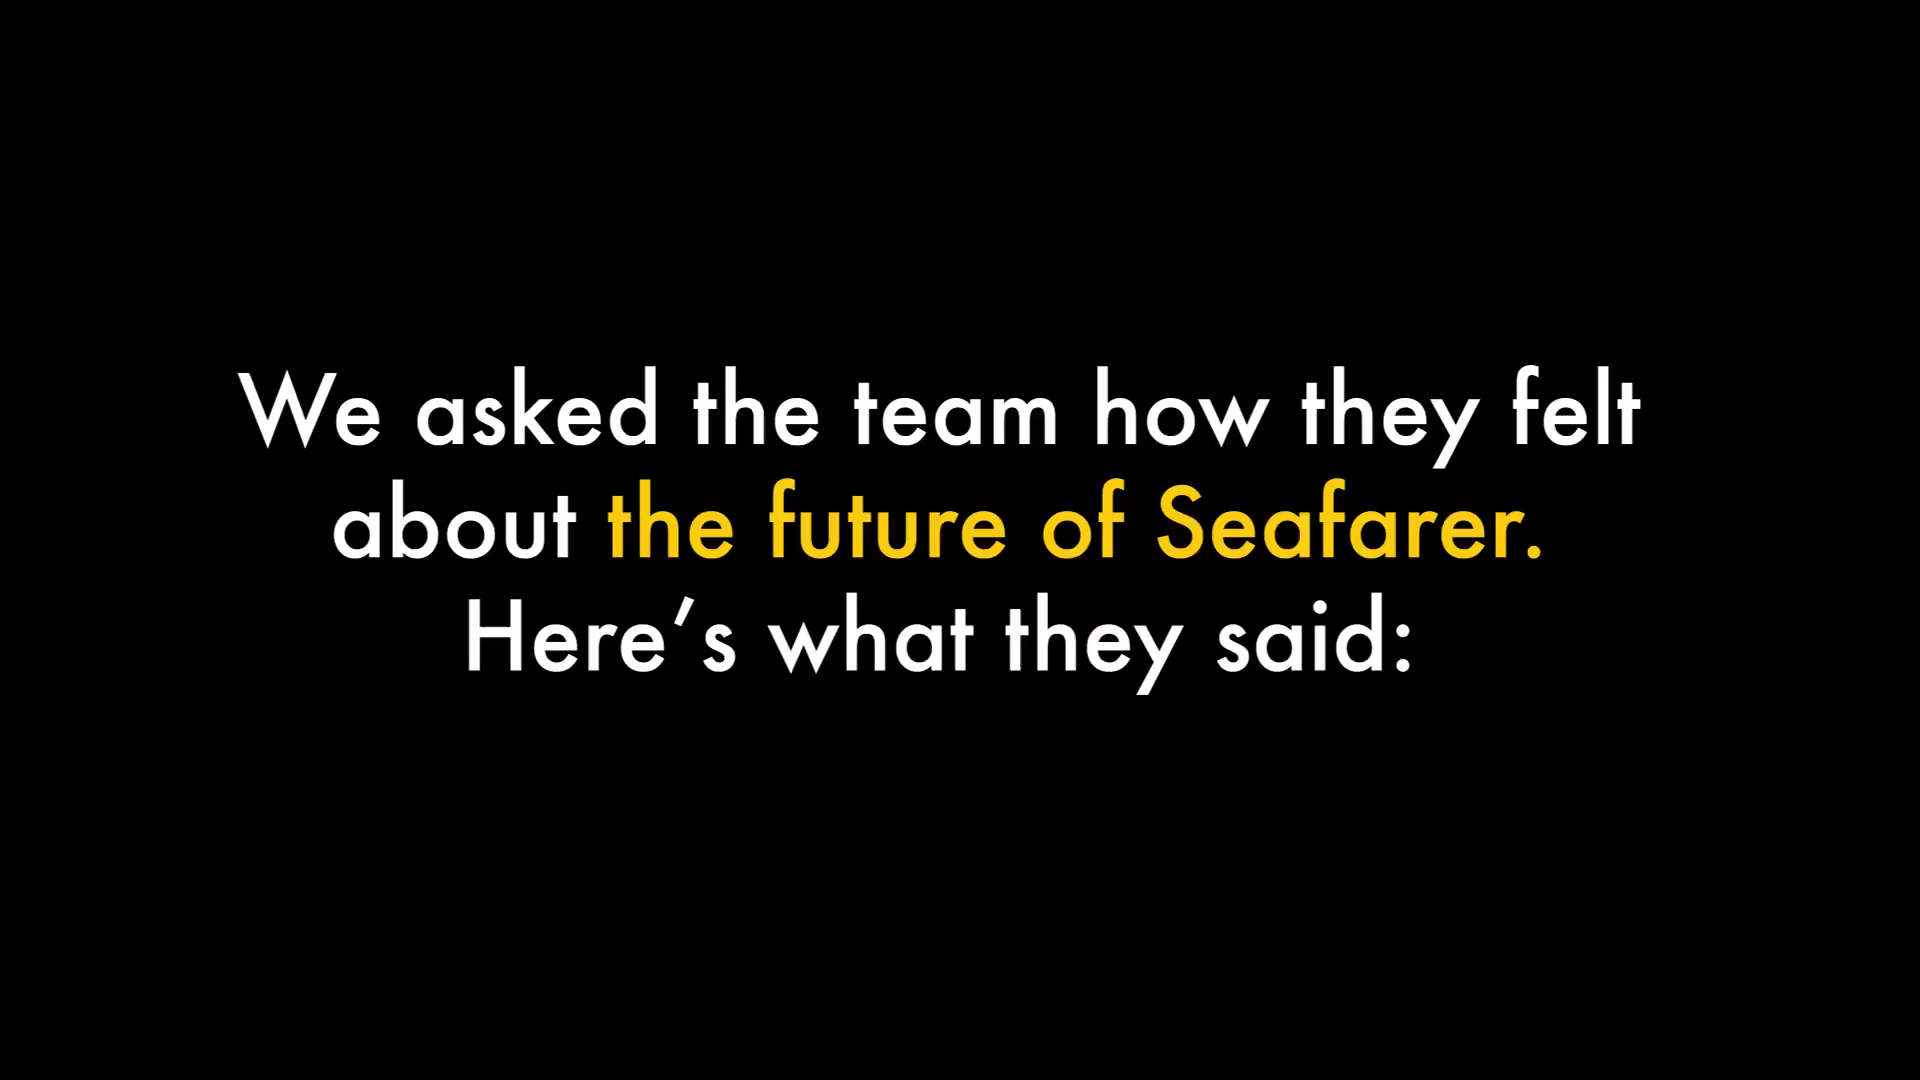 We asked the team how they felt
about the future of Seafarer.
Here’s what they said: